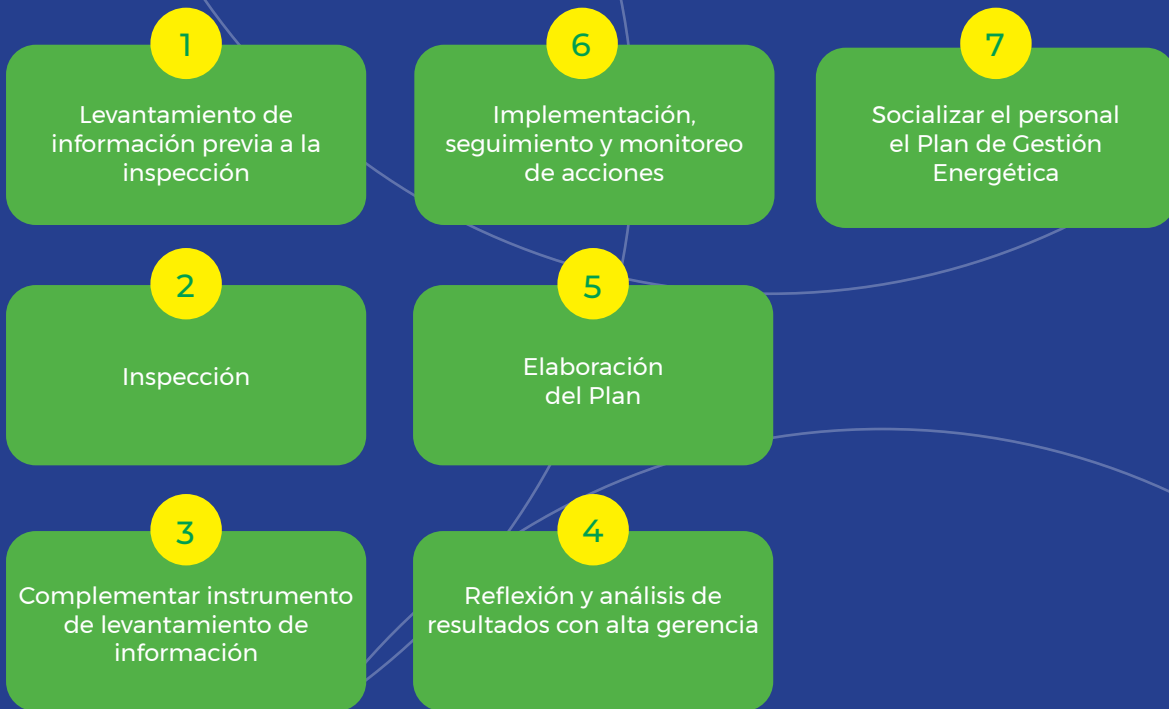 1
Levantamiento de
información previa a la
inspección
2
Inspección
3
Complementar instrumento
de levantamiento de
información
4
Reflexión y análisis de
resultados con alta gerencia
5
Elaboración
del Plan
6
Implementación,
seguimiento y monitoreo
de acciones
7
Socializar el personal
el Plan de Gestión
Energética